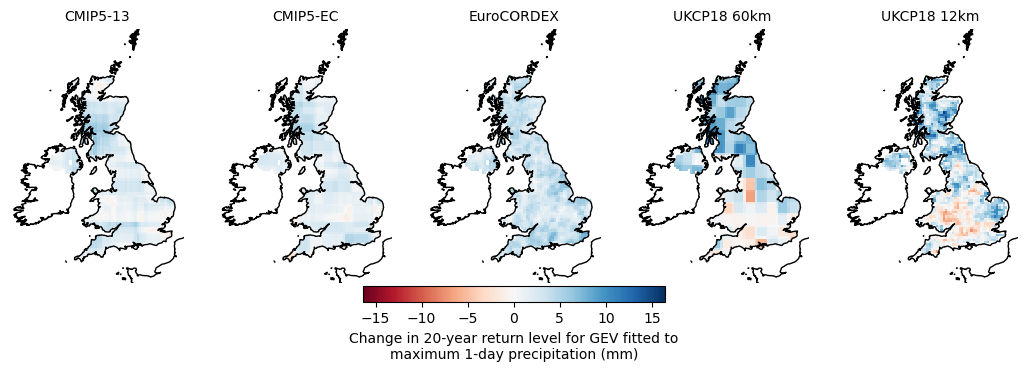 CMIP5-13 CMIP5-EC EuroCORDEX UKCP18 60km UKCP18 12km
−15 −10 −5 0 5 10 15
Change in 20-year return level for GEV fitted to
maximum 1-day precipitation (mm)